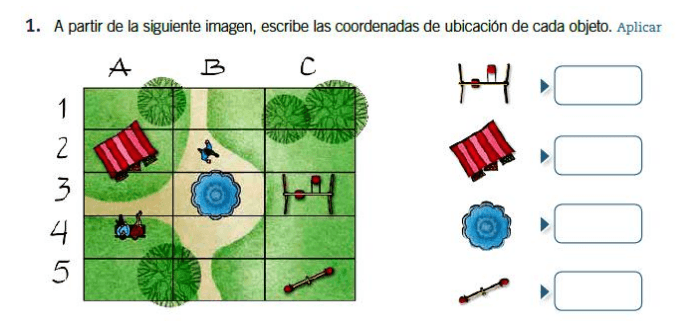 1. A partir de la siguiente imagen, escribe las coordenadas de ubicación de cada objeto. Aplicar
A B C
1
2
3
4
5